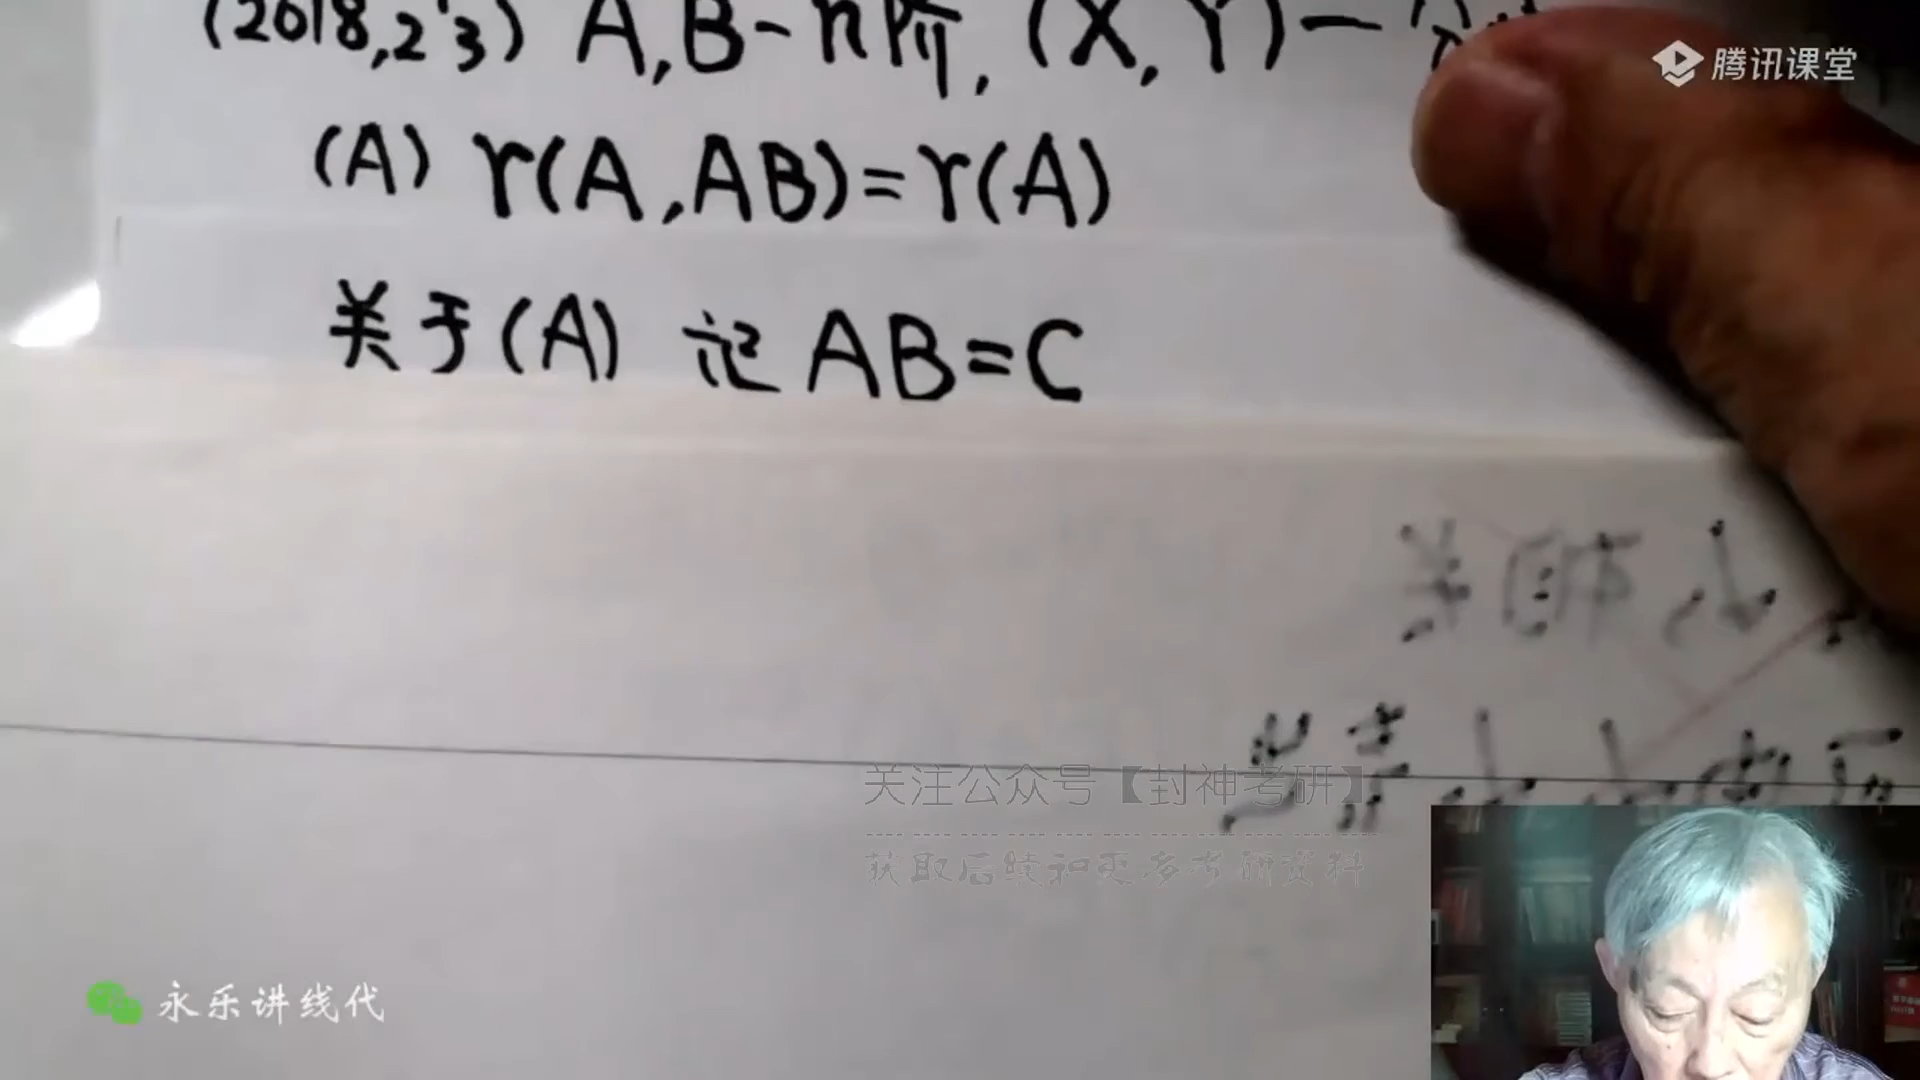 (2018,2'3) A,B-n阶, (X,Y)-
腾讯课堂
(A) r(A,AB)=r(A)
关于(A) 记 AB=C
关注公众号【封神考研】
获取后续和更多考研资料
永乐讲线代